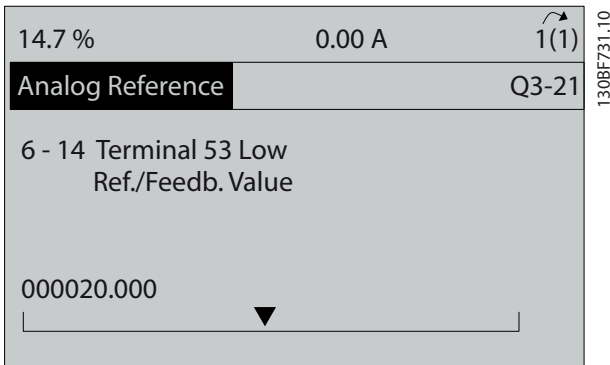 14.7 % 0.00 A 1(1)
Analog Reference Q3-21
6 - 14 Terminal 53 Low
Ref./Feedb. Value
000020.000
130BF731.10